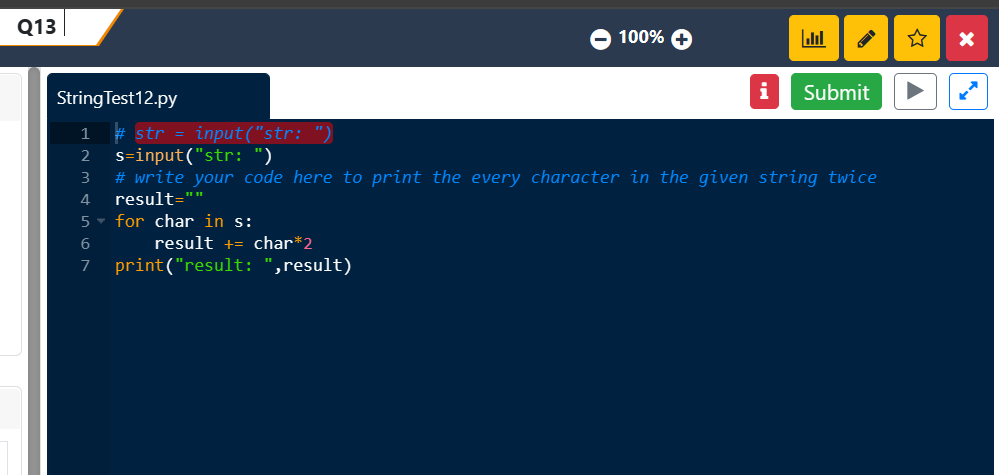 Q13
100%
StringTest12.py
Submit
1 # str = input("str: ")
2 s=input("str: ")
3 # write your code here to print the every character in the given string twice
4 result=""
5 for char in s:
6     result += char*2
7 print("result: ",result)